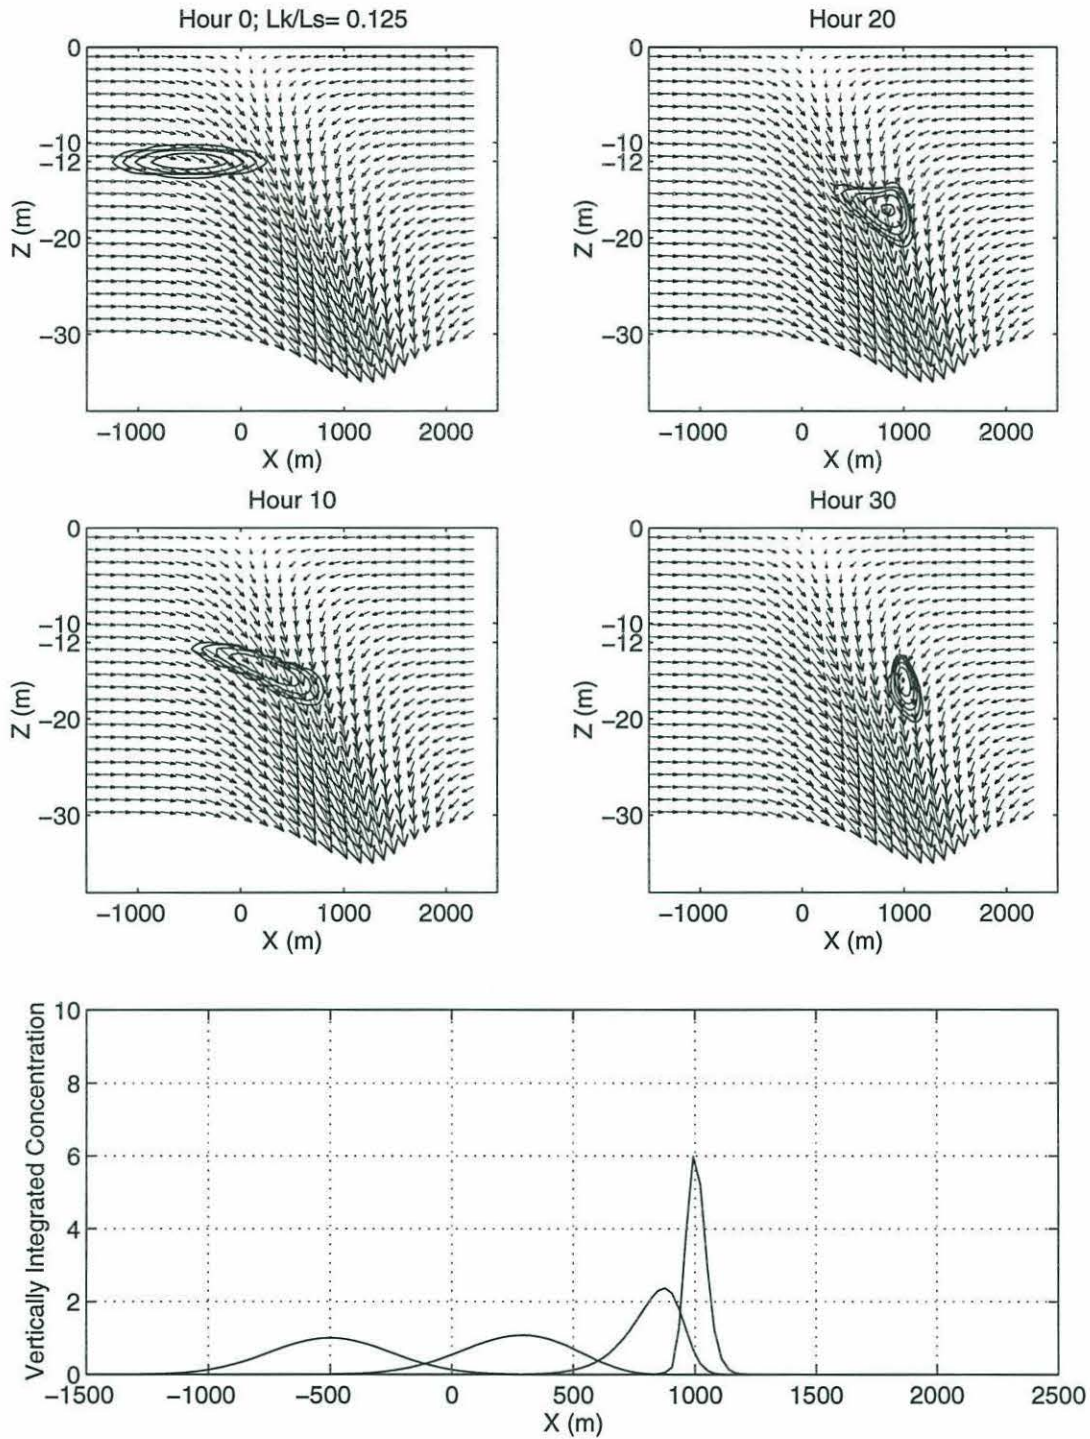 Hour 0; Lk/Ls= 0.125
0
−10
−12
−20
−30
Z (m)
−1000 0 1000 2000
X (m)
Hour 20
0
−10
−12
−20
−30
Z (m)
−1000 0 1000 2000
X (m)
Hour 10
0
−10
−12
−20
−30
Z (m)
−1000 0 1000 2000
X (m)
Hour 30
0
−10
−12
−20
−30
Z (m)
−1000 0 1000 2000
X (m)
Vertically Integrated Concentration
10
8
6
4
2
0
−1500 −1000 −500 0 500 1000 1500 2000 2500
X (m)